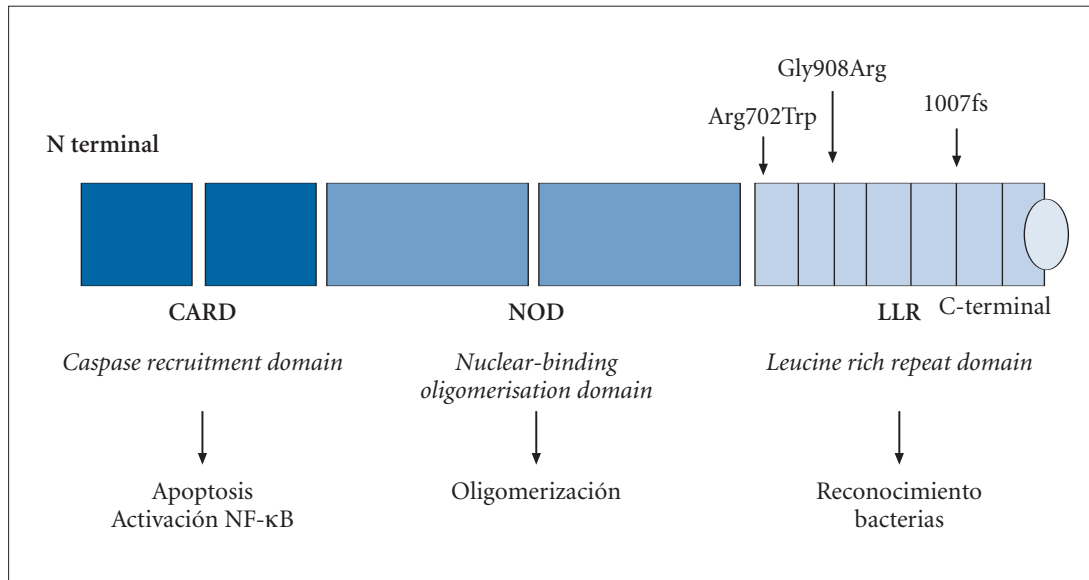 Gly908Arg
Arg702Trp
1007fs
N terminal
C-terminal
CARD
NOD
LLR
Caspase recruitment domain
Nuclear-binding
oligomerisation domain
Leucine rich repeat domain
Apoptosis
Activación NF-κB
Oligomerización
Reconocimiento
bacterias